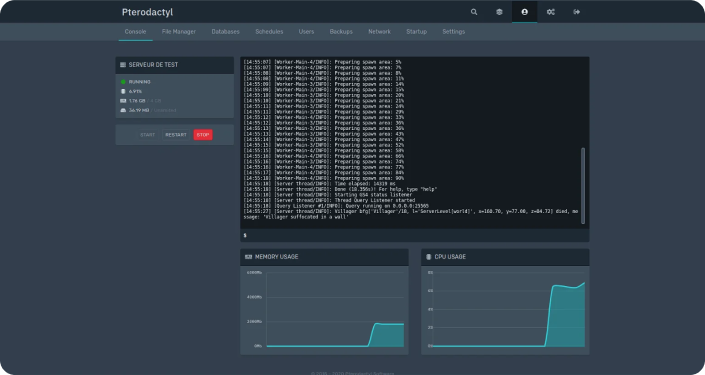 Pterodactyl
Console File Manager Databases Schedules Users Backups Network Startup Settings
SERVEUR DE TEST
RUNNING
1.16 GB
36.19 MB
START RESTART STOP
[14:55:07] [Worker-Main-4/INFO]: Preparing spawn area: 5%
[14:55:07] [Worker-Main-4/INFO]: Preparing spawn area: 7%
[14:55:08] [Worker-Main-4/INFO]: Preparing spawn area: 8%
[14:55:08] [Worker-Main-4/INFO]: Preparing spawn area: 11%
[14:55:09] [Worker-Main-3/INFO]: Preparing spawn area: 14%
[14:55:09] [Worker-Main-3/INFO]: Preparing spawn area: 15%
[14:55:10] [Worker-Main-3/INFO]: Preparing spawn area: 20%
[14:55:10] [Worker-Main-4/INFO]: Preparing spawn area: 21%
[14:55:11] [Worker-Main-4/INFO]: Preparing spawn area: 24%
[14:55:11] [Worker-Main-3/INFO]: Preparing spawn area: 29%
[14:55:12] [Worker-Main-4/INFO]: Preparing spawn area: 33%
[14:55:12] [Worker-Main-3/INFO]: Preparing spawn area: 36%
[14:55:13] [Worker-Main-4/INFO]: Preparing spawn area: 36%
[14:55:13] [Worker-Main-3/INFO]: Preparing spawn area: 43%
[14:55:14] [Worker-Main-4/INFO]: Preparing spawn area: 47%
[14:55:15] [Worker-Main-3/INFO]: Preparing spawn area: 52%
[14:55:15] [Worker-Main-4/INFO]: Preparing spawn area: 58%
[14:55:16] [Worker-Main-4/INFO]: Preparing spawn area: 66%
[14:55:16] [Worker-Main-3/INFO]: Preparing spawn area: 74%
[14:55:17] [Worker-Main-4/INFO]: Preparing spawn area: 77%
[14:55:17] [Worker-Main-3/INFO]: Preparing spawn area: 84%
[14:55:18] [Worker-Main-4/INFO]: Preparing spawn area: 90%
[14:55:18] [Server thread/INFO]: Time elapsed: 14319 ms
[14:55:18] [Server thread/INFO]: Done (18.356s)! For help, type "help"
[14:55:18] [Server thread/INFO]: Starting GS4 status listener
[14:55:18] [Server thread/INFO]: Thread Query Listener started
[14:55:18] [Query Listener #1/INFO]: Query running on 0.0.0.0:25565
[14:55:27] [Server thread/INFO]: Villager bfg['Villager'/18, l='ServerLevel[world]', x=160.70, y=77.00, z=84.72] died, me
ssage: 'Villager suffocated in a wall'
$
MEMORY USAGE
CPU USAGE